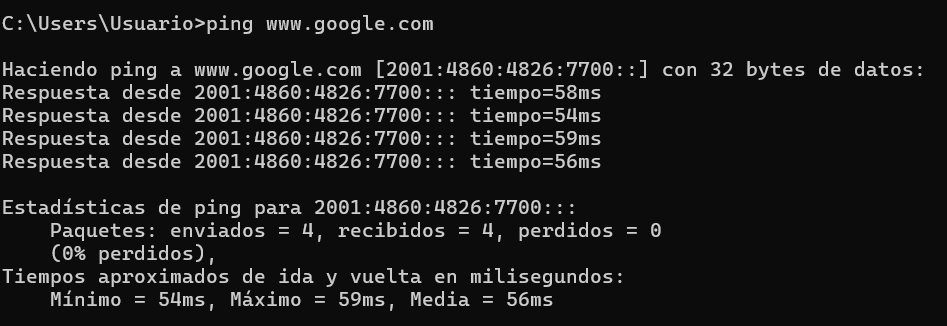 C:\Users\Usuario>ping www.google.com
Haciendo ping a www.google.com [2001:4860:4826:7700::] con 32 bytes de datos:
Respuesta desde 2001:4860:4826:7700::: tiempo=58ms
Respuesta desde 2001:4860:4826:7700::: tiempo=54ms
Respuesta desde 2001:4860:4826:7700::: tiempo=59ms
Respuesta desde 2001:4860:4826:7700::: tiempo=56ms
Estadísticas de ping para 2001:4860:4826:7700:::
Paquetes: enviados = 4, recibidos = 4, perdidos = 0
(0% perdidos),
Tiempos aproximados de ida y vuelta en milisegundos:
Mínimo = 54ms, Máximo = 59ms, Media = 56ms